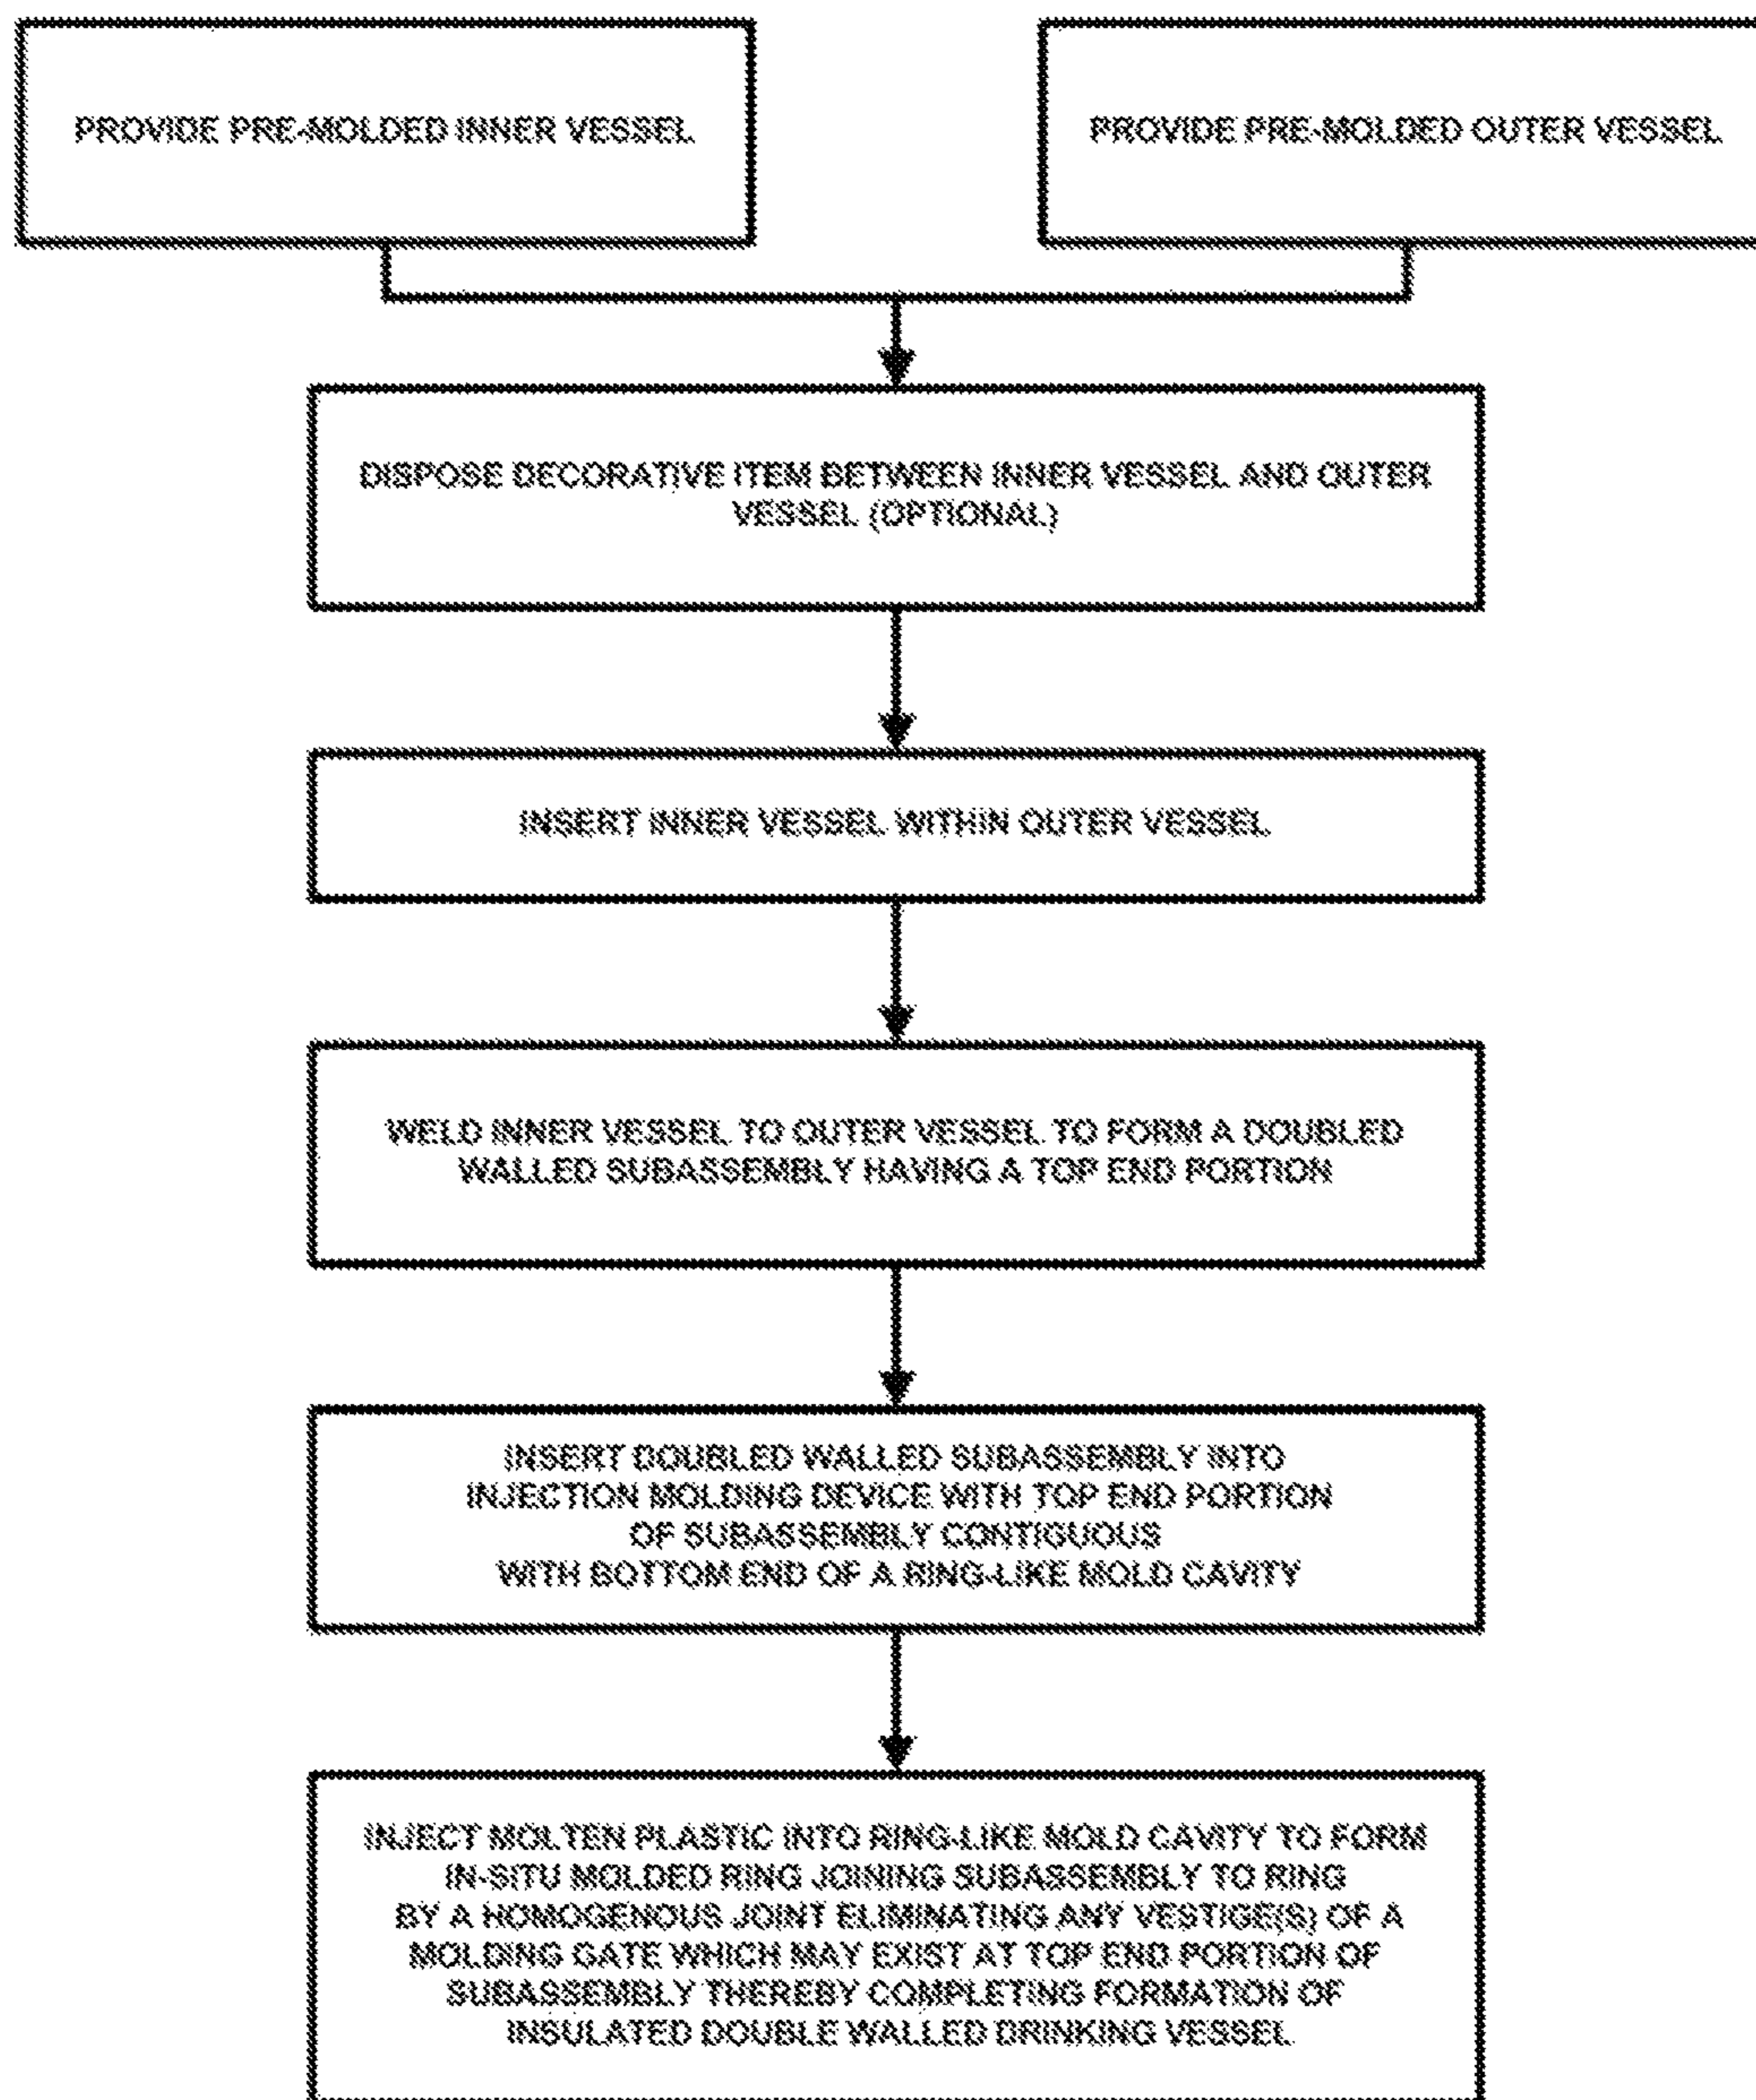 PROVIDE PRE-MOLDED INNER VESSEL
PROVIDE PRE-MOLDED OUTER VESSEL
DISPOSE DECORATIVE ITEM BETWEEN INNER VESSEL AND OUTER
VESSEL (OPTIONAL)
INSERT INNER VESSEL WITHIN OUTER VESSEL
WELD INNER VESSEL TO OUTER VESSEL TO FORM A DOUBLED
WALLED SUBASSEMBLY HAVING A TOP END PORTION
INSERT DOUBLED WALLED SUBASSEMBLY INTO
INJECTION MOLDING DEVICE WITH TOP END PORTION
OF SUBASSEMBLY CONTIGUOUS
WITH BOTTOM END OF A RING-LIKE MOLD CAVITY
INJECT MOLTEN PLASTIC INTO RING-LIKE MOLD CAVITY TO FORM
IN-SITU MOLDED RING JOINING SUBASSEMBLY TO RING
BY A HOMOGENOUS JOINT ELIMINATING ANY VESTIGE(S) OF A
MOLDING GATE WHICH MAY EXIST AT TOP END PORTION OF
SUBASSEMBLY THEREBY COMPLETING FORMATION OF
INSULATED DOUBLE WALLED DRINKING VESSEL